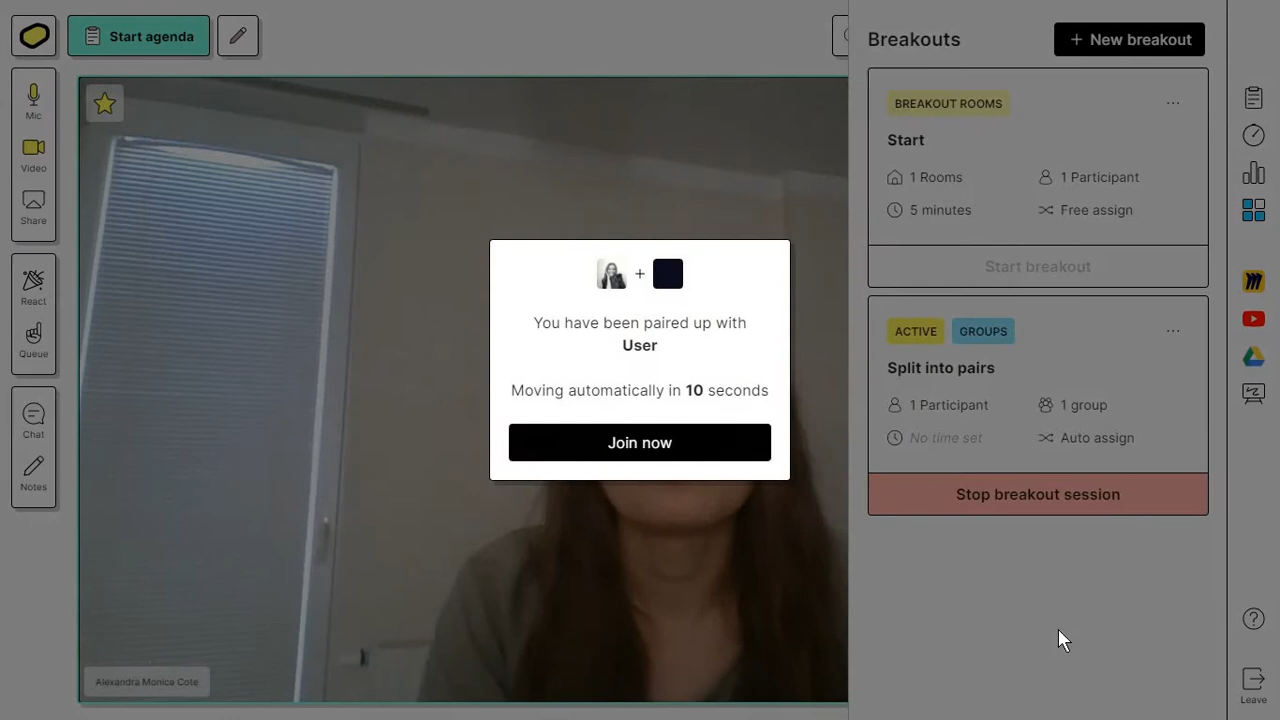 Start agenda
Breakouts
+ New breakout
Mic
Video
Share
React
Queue
Chat
Notes
BREAKOUT ROOMS
...
Start
1 Rooms
1 Participant
5 minutes
Free assign
Start breakout
ACTIVE
GROUPS
...
Split into pairs
1 Participant
1 group
No time set
Auto assign
Stop breakout session
+
You have been paired up with
User
Moving automatically in 10 seconds
Join now
Alexandra Monica Cote
Leave